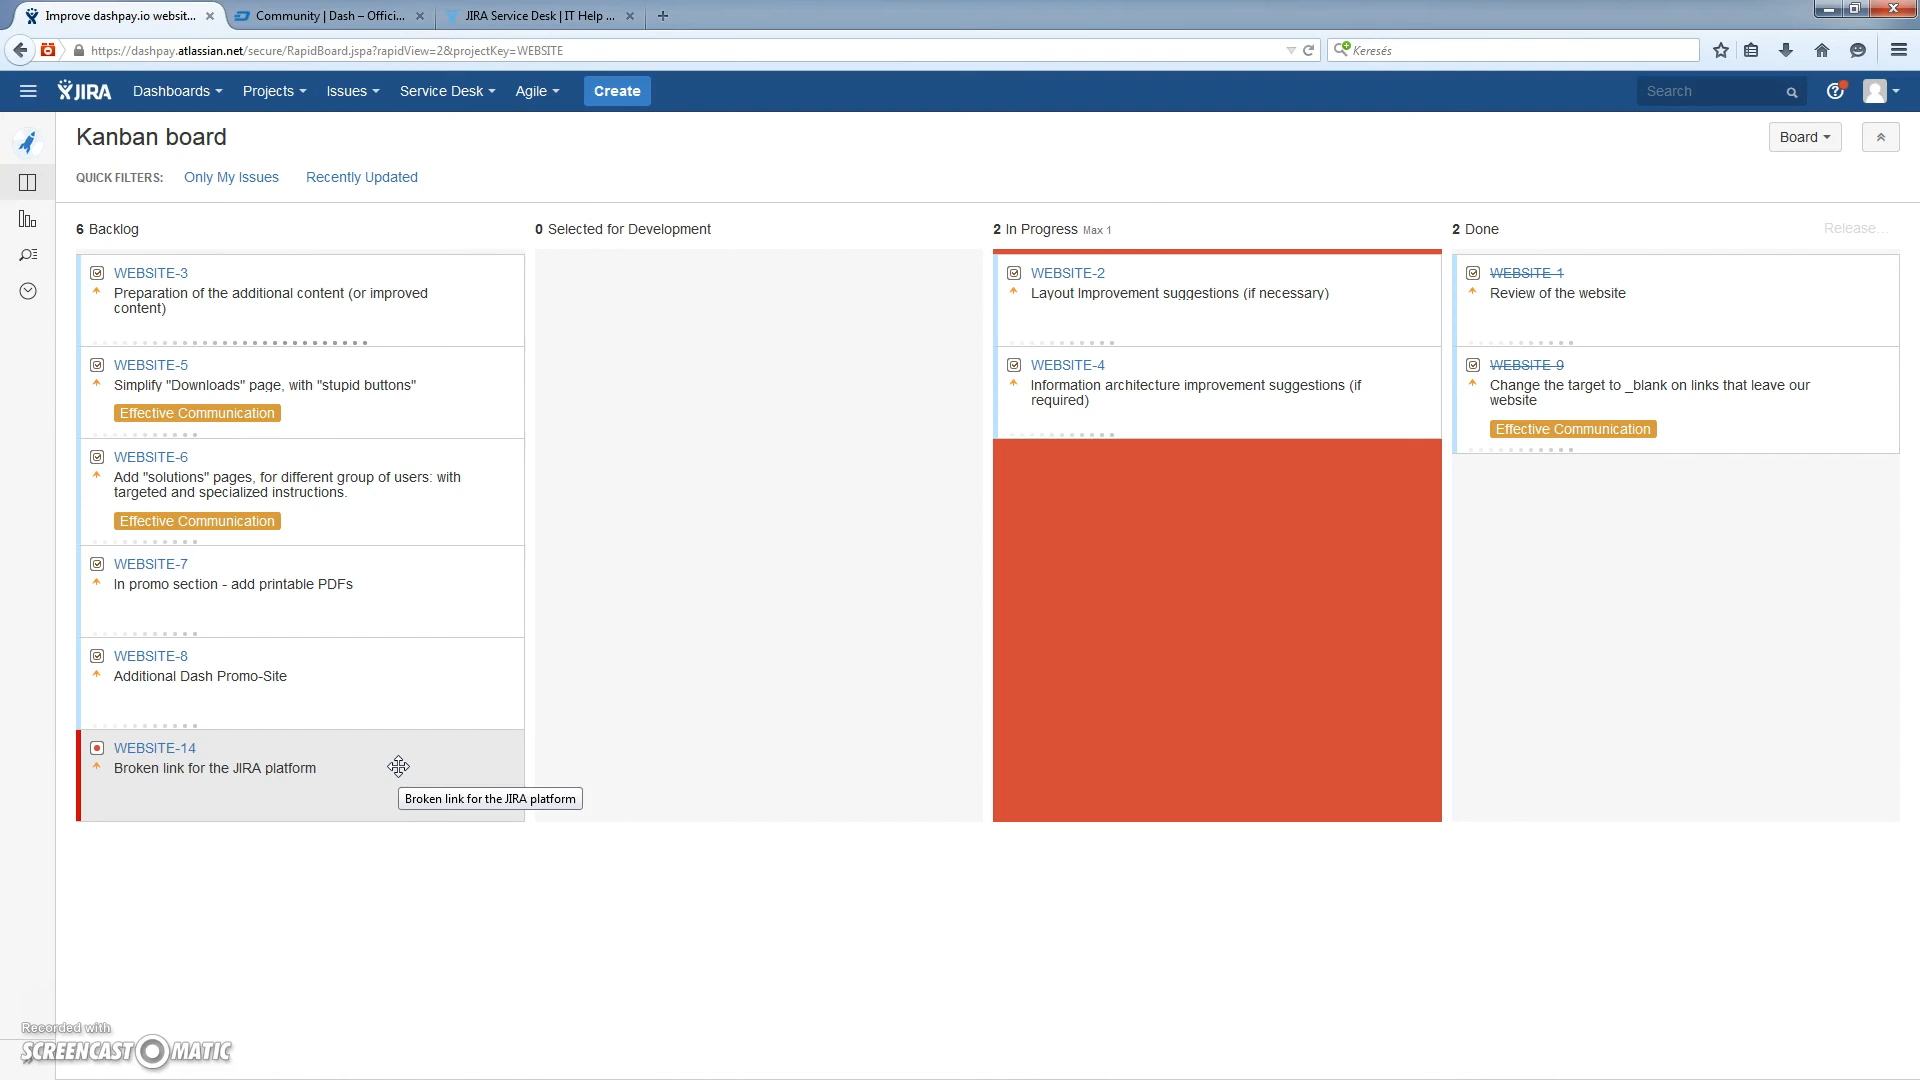 Improve dashpay.io websit...
Community | Dash – Offici...
JIRA Service Desk | IT Help ...
https://dashpay.atlassian.net/secure/RapidBoard.jspa?rapidView=2&projectKey=WEBSITE
Keresés
JIRA
Dashboards
Projects
Issues
Service Desk
Agile
Create
Search
Kanban board
Board
QUICK FILTERS:
Only My Issues
Recently Updated
6 Backlog
0 Selected for Development
2 In Progress Max 1
2 Done
Release...
WEBSITE-3
Preparation of the additional content (or improved
content)
WEBSITE-5
Simplify "Downloads" page, with "stupid buttons"
Effective Communication
WEBSITE-6
Add "solutions" pages, for different group of users: with
targeted and specialized instructions.
Effective Communication
WEBSITE-7
In promo section - add printable PDFs
WEBSITE-8
Additional Dash Promo-Site
WEBSITE-14
Broken link for the JIRA platform
Broken link for the JIRA platform
WEBSITE-2
Layout Improvement suggestions (if necessary)
WEBSITE-4
Information architecture improvement suggestions (if
required)
WEBSITE-1
Review of the website
WEBSITE-9
Change the target to _blank on links that leave our
website
Effective Communication
Recorded with
SCREENCAST MATIC